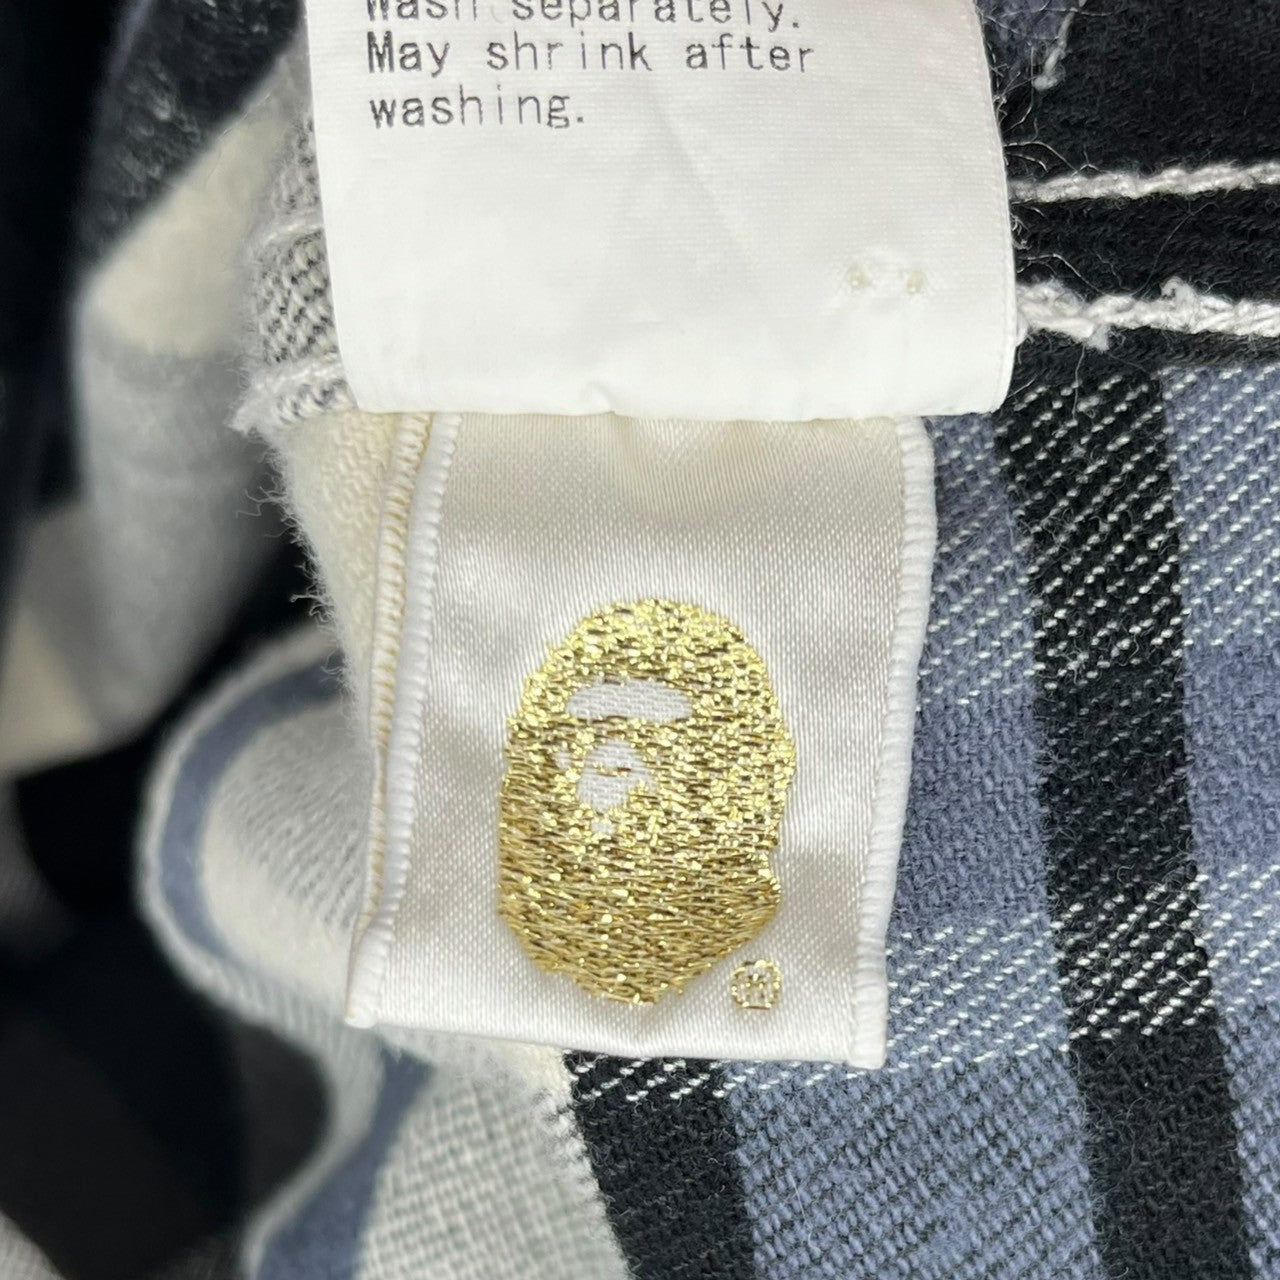 Wash separately.
May shrink after
washing.